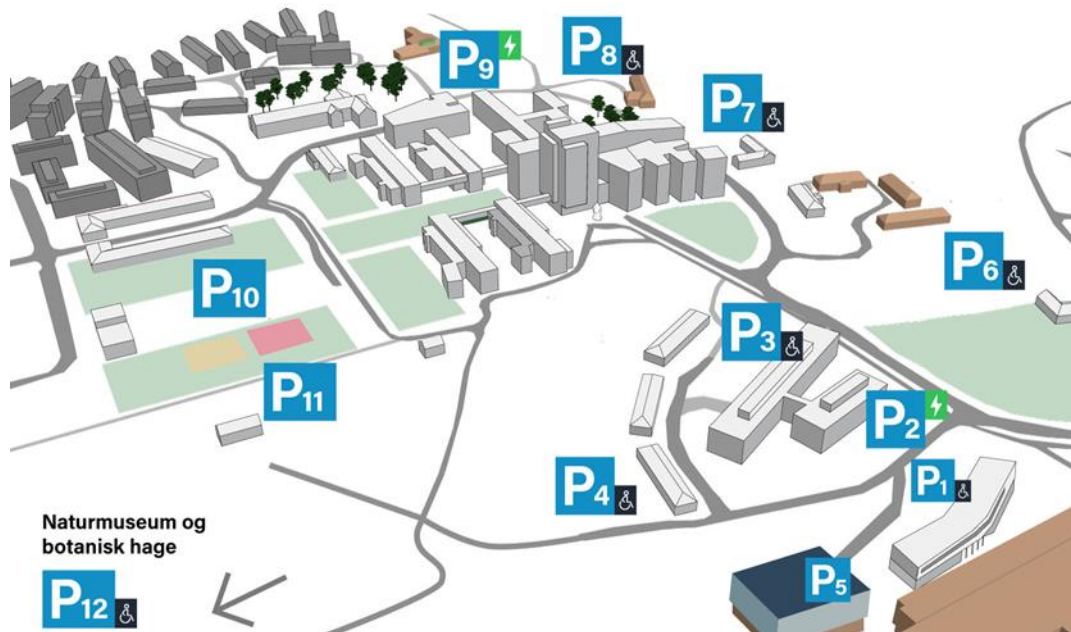 P9
P8
P7
P6
P10
P3
P11
P2
P4
P1
Naturmuseum og
botanisk hage
P5
P12